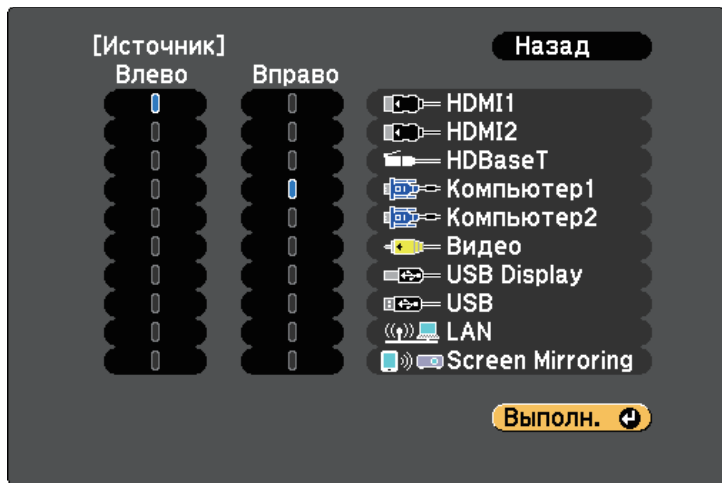 [Источник]
Назад
Влево Вправо
HDMI1
HDMI2
HDBaseT
Компьютер1
Компьютер2
Видео
USB Display
USB
LAN
Screen Mirroring
Выполн.